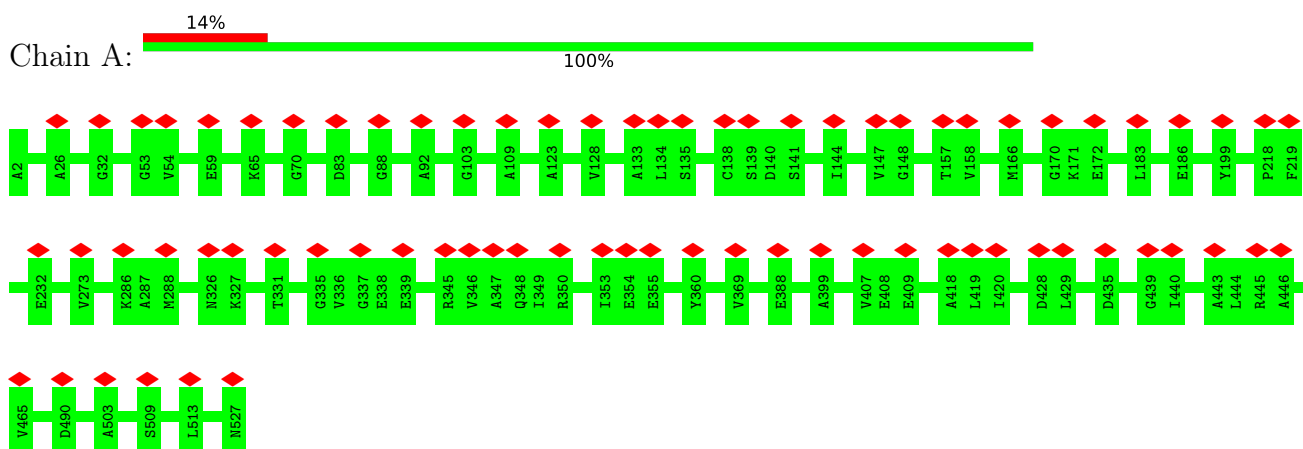 14%
Chain A:
100%
A2 A26 G32 G53 V54 E59 K65 G70 D83 G88 A92 G103 A109 A123 V128 A133 L134 S135 C138 S139 D140 S141 I144 V147 G148 T157 V158 M166 G170 K171 E172 L183 E186 Y199 P218 F219
E232 V273 K286 A287 M288 N326 K327 T331 G335 V336 G337 E338 E339 R345 V346 A347 Q348 I349 R350 I353 E354 E355 Y360 V369 E388 A399 V407 E408 E409 A418 L419 I420 D428 L429 D435 G439 I440 A443 L444 R445 A446
V465 D490 A503 S509 L513 N527